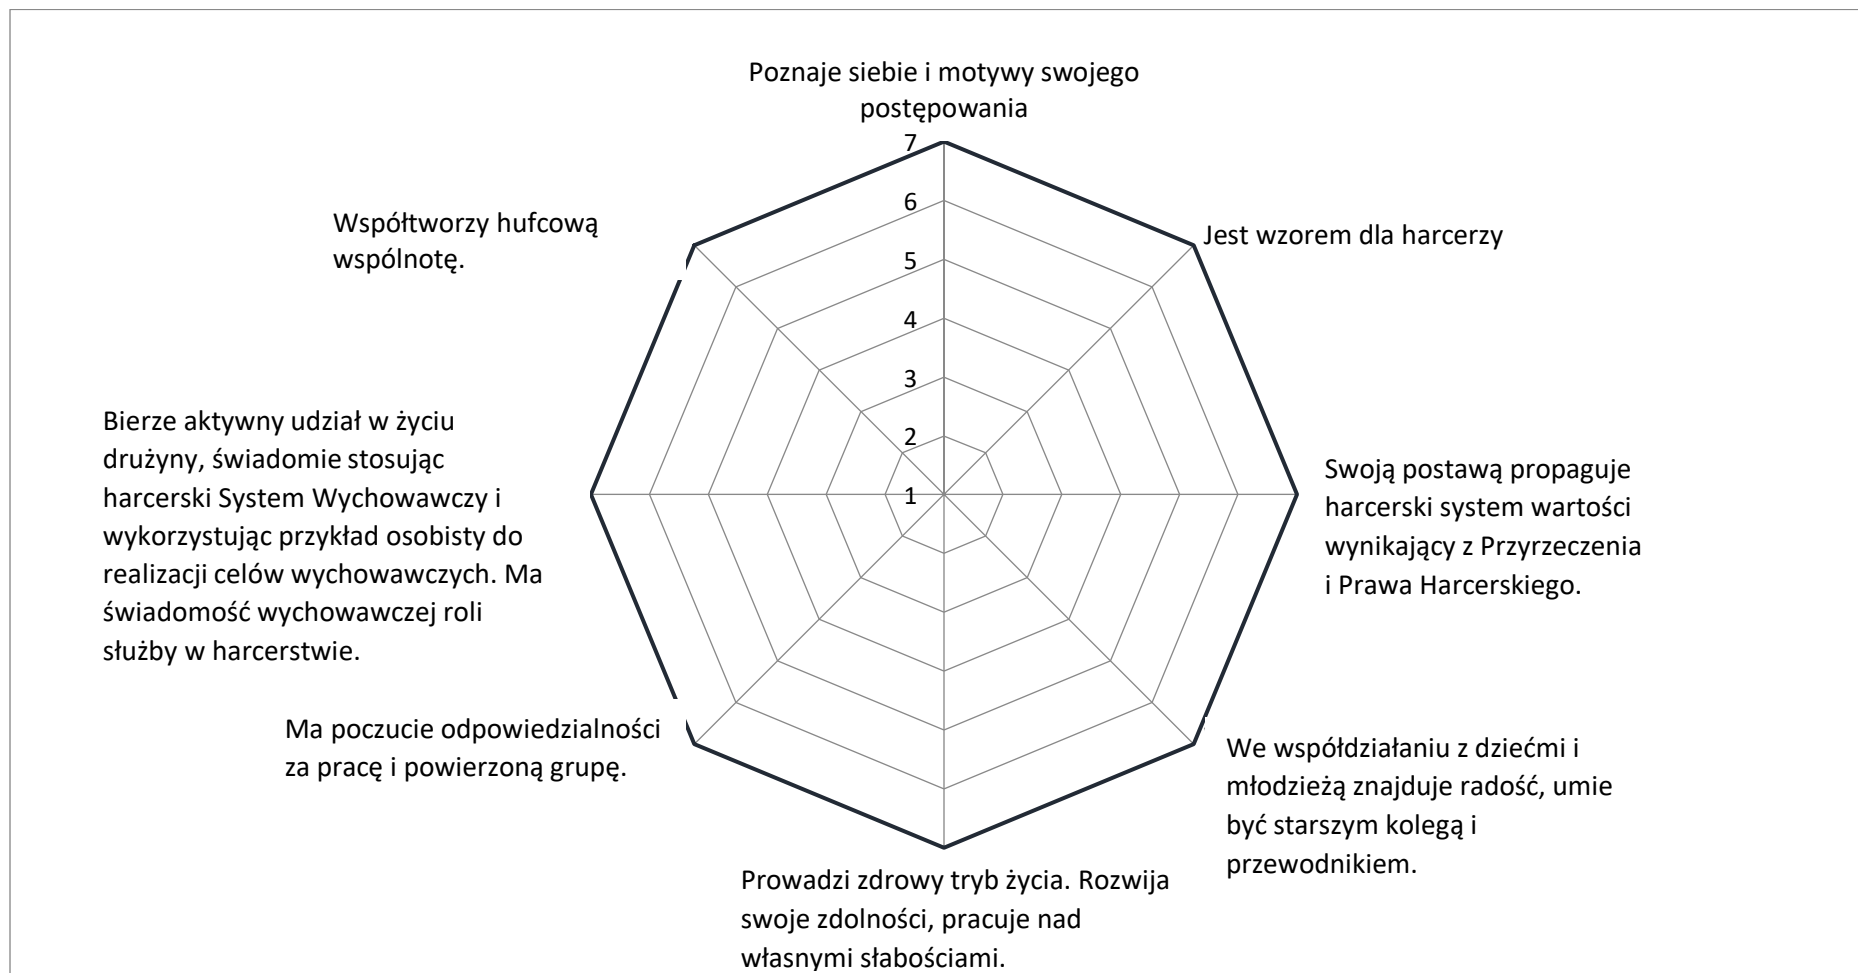 Poznaje siebie i motywy swojego
postępowania
7
6
5
4
3
2
1
Jest wzorem dla harcerzy
Swoją postawą propaguje
harcerski system wartości
wynikający z Przyrzeczenia
i Prawa Harcerskiego.
We współdziałaniu z dziećmi i
młodzieżą znajduje radość, umie
być starszym kolegą i
przewodnikiem.
Prowadzi zdrowy tryb życia. Rozwija
swoje zdolności, pracuje nad
własnymi słabościami.
Ma poczucie odpowiedzialności
za pracę i powierzoną grupę.
Bierze aktywny udział w życiu
drużyny, świadomie stosując
harcerski System Wychowawczy i
wykorzystując przykład osobisty do
realizacji celów wychowawczych. Ma
świadomość wychowawczej roli
służby w harcerstwie.
Współtworzy hufcową
wspólnotę.